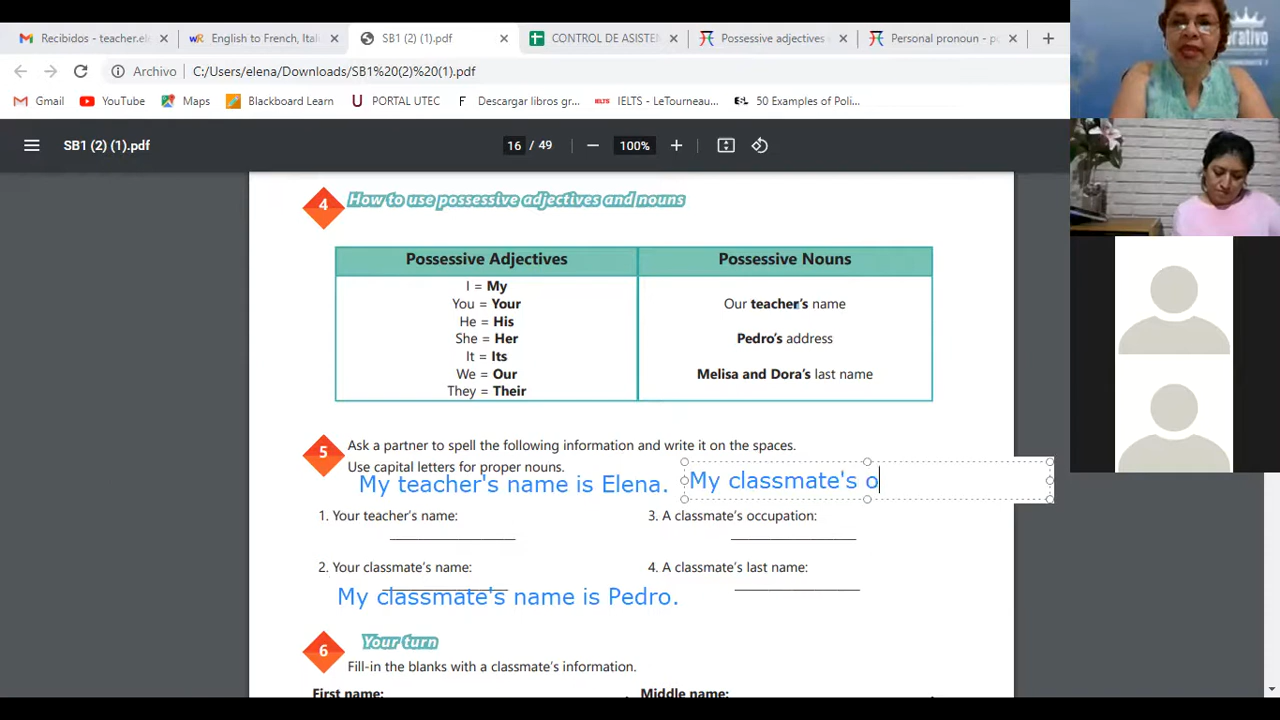 Recibidos - teacher.ele
English to French, Itali
SB1 (2) (1).pdf
CONTROL DE ASISTEN
Possessive adjectives
Personal pronoun - p
Archivo
C:/Users/elena/Downloads/SB1%20(2)%20(1).pdf
Gmail
YouTube
Maps
Blackboard Learn
PORTAL UTEC
Descargar libros gr...
IELTS - LeTourneau...
50 Examples of Poli...
SB1 (2) (1).pdf
16 / 49
100%
4
How to use possessive adjectives and nouns
Possessive Adjectives
Possessive Nouns
I = My
You = Your
He = His
She = Her
It = Its
We = Our
They = Their
Our teacher's name
Pedro's address
Melisa and Dora's last name
5
Ask a partner to spell the following information and write it on the spaces.
Use capital letters for proper nouns.
My teacher's name is Elena.
My classmate's o
1. Your teacher's name:
3. A classmate's occupation:
2. Your classmate's name:
4. A classmate's last name:
My classmate's name is Pedro.
6
Your turn
Fill-in the blanks with a classmate's information.
First name:
Middle name: